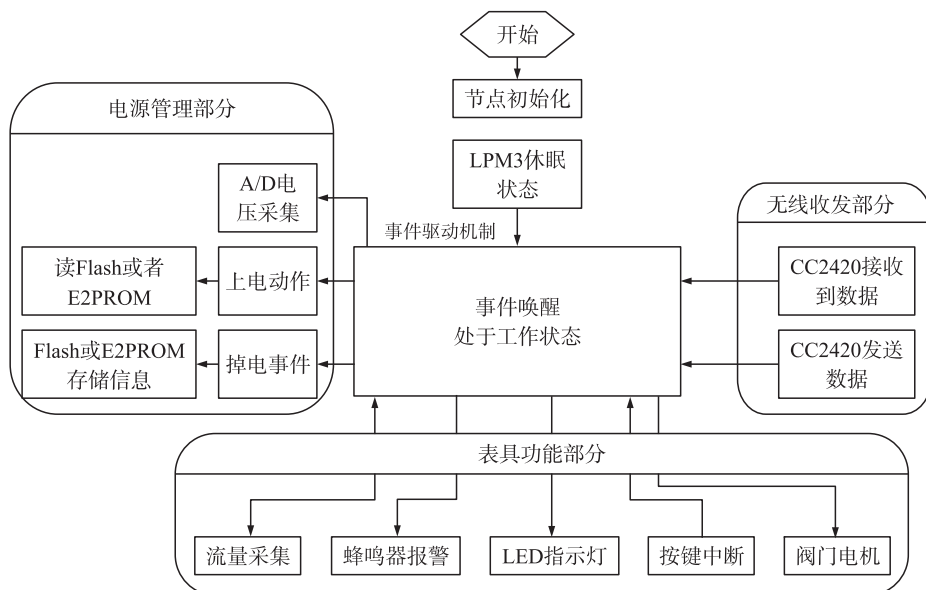 开始
节点初始化
电源管理部分
LPM3休眠
状态
A/D电
压采集
无线收发部分
事件驱动机制
读Flash或者
E2PROM
上电动作
CC2420接收
到数据
事件唤醒
处于工作状态
Flash或E2PROM
存储信息
掉电事件
CC2420发送
数据
表具功能部分
流量采集
蜂鸣器报警
LED指示灯
按键中断
阀门电机